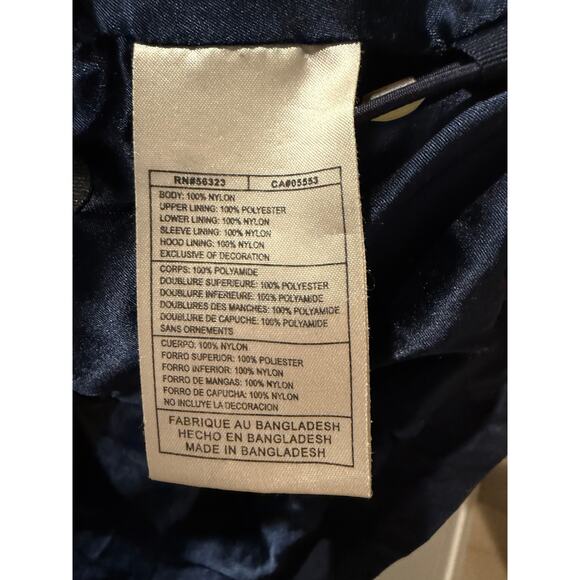 RN#56323 CA#05553
BODY: 100% NYLON
UPPER LINING: 100% POLYESTER
LOWER LINING: 100% NYLON
SLEEVE LINING: 100% NYLON
HOOD LINING: 100% NYLON
EXCLUSIVE OF DECORATION
CORPS: 100% POLYAMIDE
DOUBLURE SUPERIEURE: 100% POLYESTER
DOUBLURE INFERIEURE: 100% POLYAMIDE
DOUBLURES DES MANCHES: 100% POLYAMIDE
DOUBLURE DE CAPUCHE: 100% POLYAMIDE
SANS ORNEMENTS
CUERPO: 100% NYLON
FORRO SUPERIOR: 100% POLIESTER
FORRO INFERIOR: 100% NYLON
FORRO DE MANGAS: 100% NYLON
FORRO DE CAPUCHA: 100% NYLON
NO INCLUYE LA DECORACION
FABRIQUE AU BANGLADESH
HECHO EN BANGLADESH
MADE IN BANGLADESH